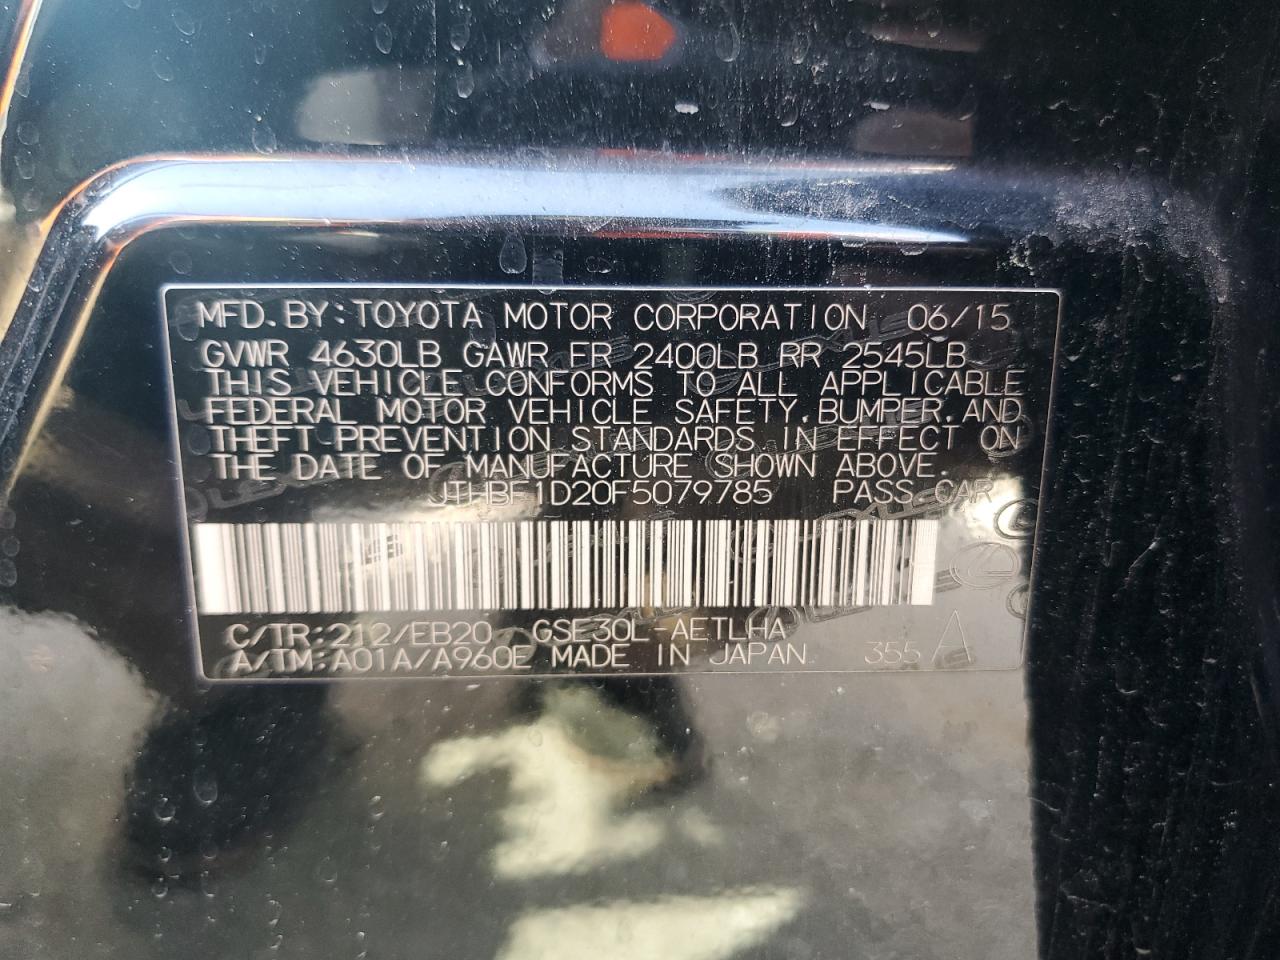 MFD. BY: TOYOTA MOTOR CORPORATION 06/15
GVWR 4630LB GAWR FR 2400LB RR 2545LB
THIS VEHICLE CONFORMS TO ALL APPLICABLE
FEDERAL MOTOR VEHICLE SAFETY, BUMPER, AND
THEFT PREVENTION STANDARDS IN EFFECT ON
THE DATE OF MANUFACTURE SHOWN ABOVE.
JTHBF1D20F5079785 PASS. CAR
C/TR: 212/EB20 GSE30L-AETLHA
A/TM: A01A/A960E MADE IN JAPAN 355 A